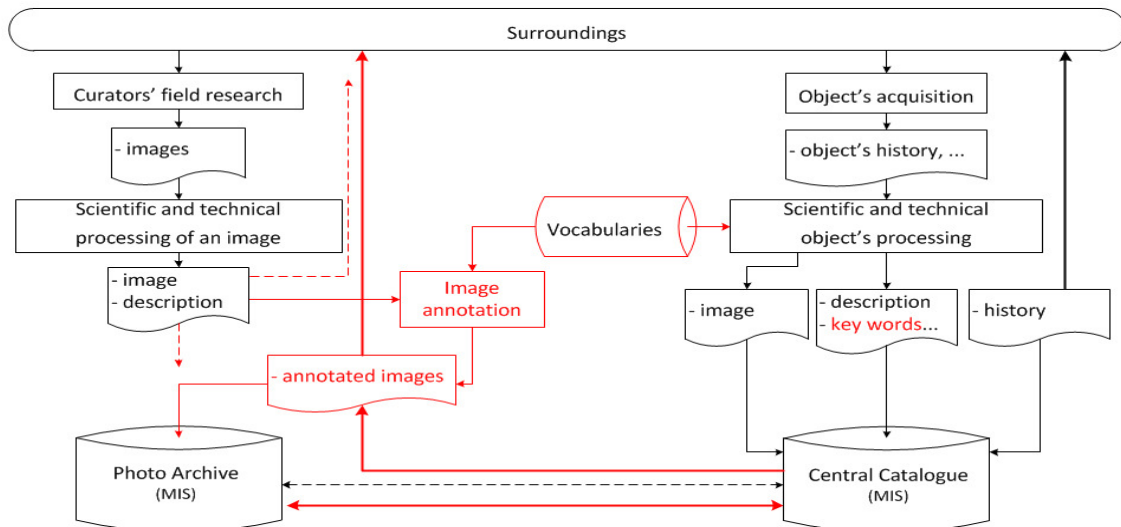 Surroundings
Curators' field research
- images
Scientific and technical
processing of an image
- image
- description
Object's acquisition
- object's history, ...
Vocabularies
Scientific and technical
object's processing
Image
annotation
- image
- description
- key words...
- history
- annotated images
Photo Archive
(MIS)
Central Catalogue
(MIS)